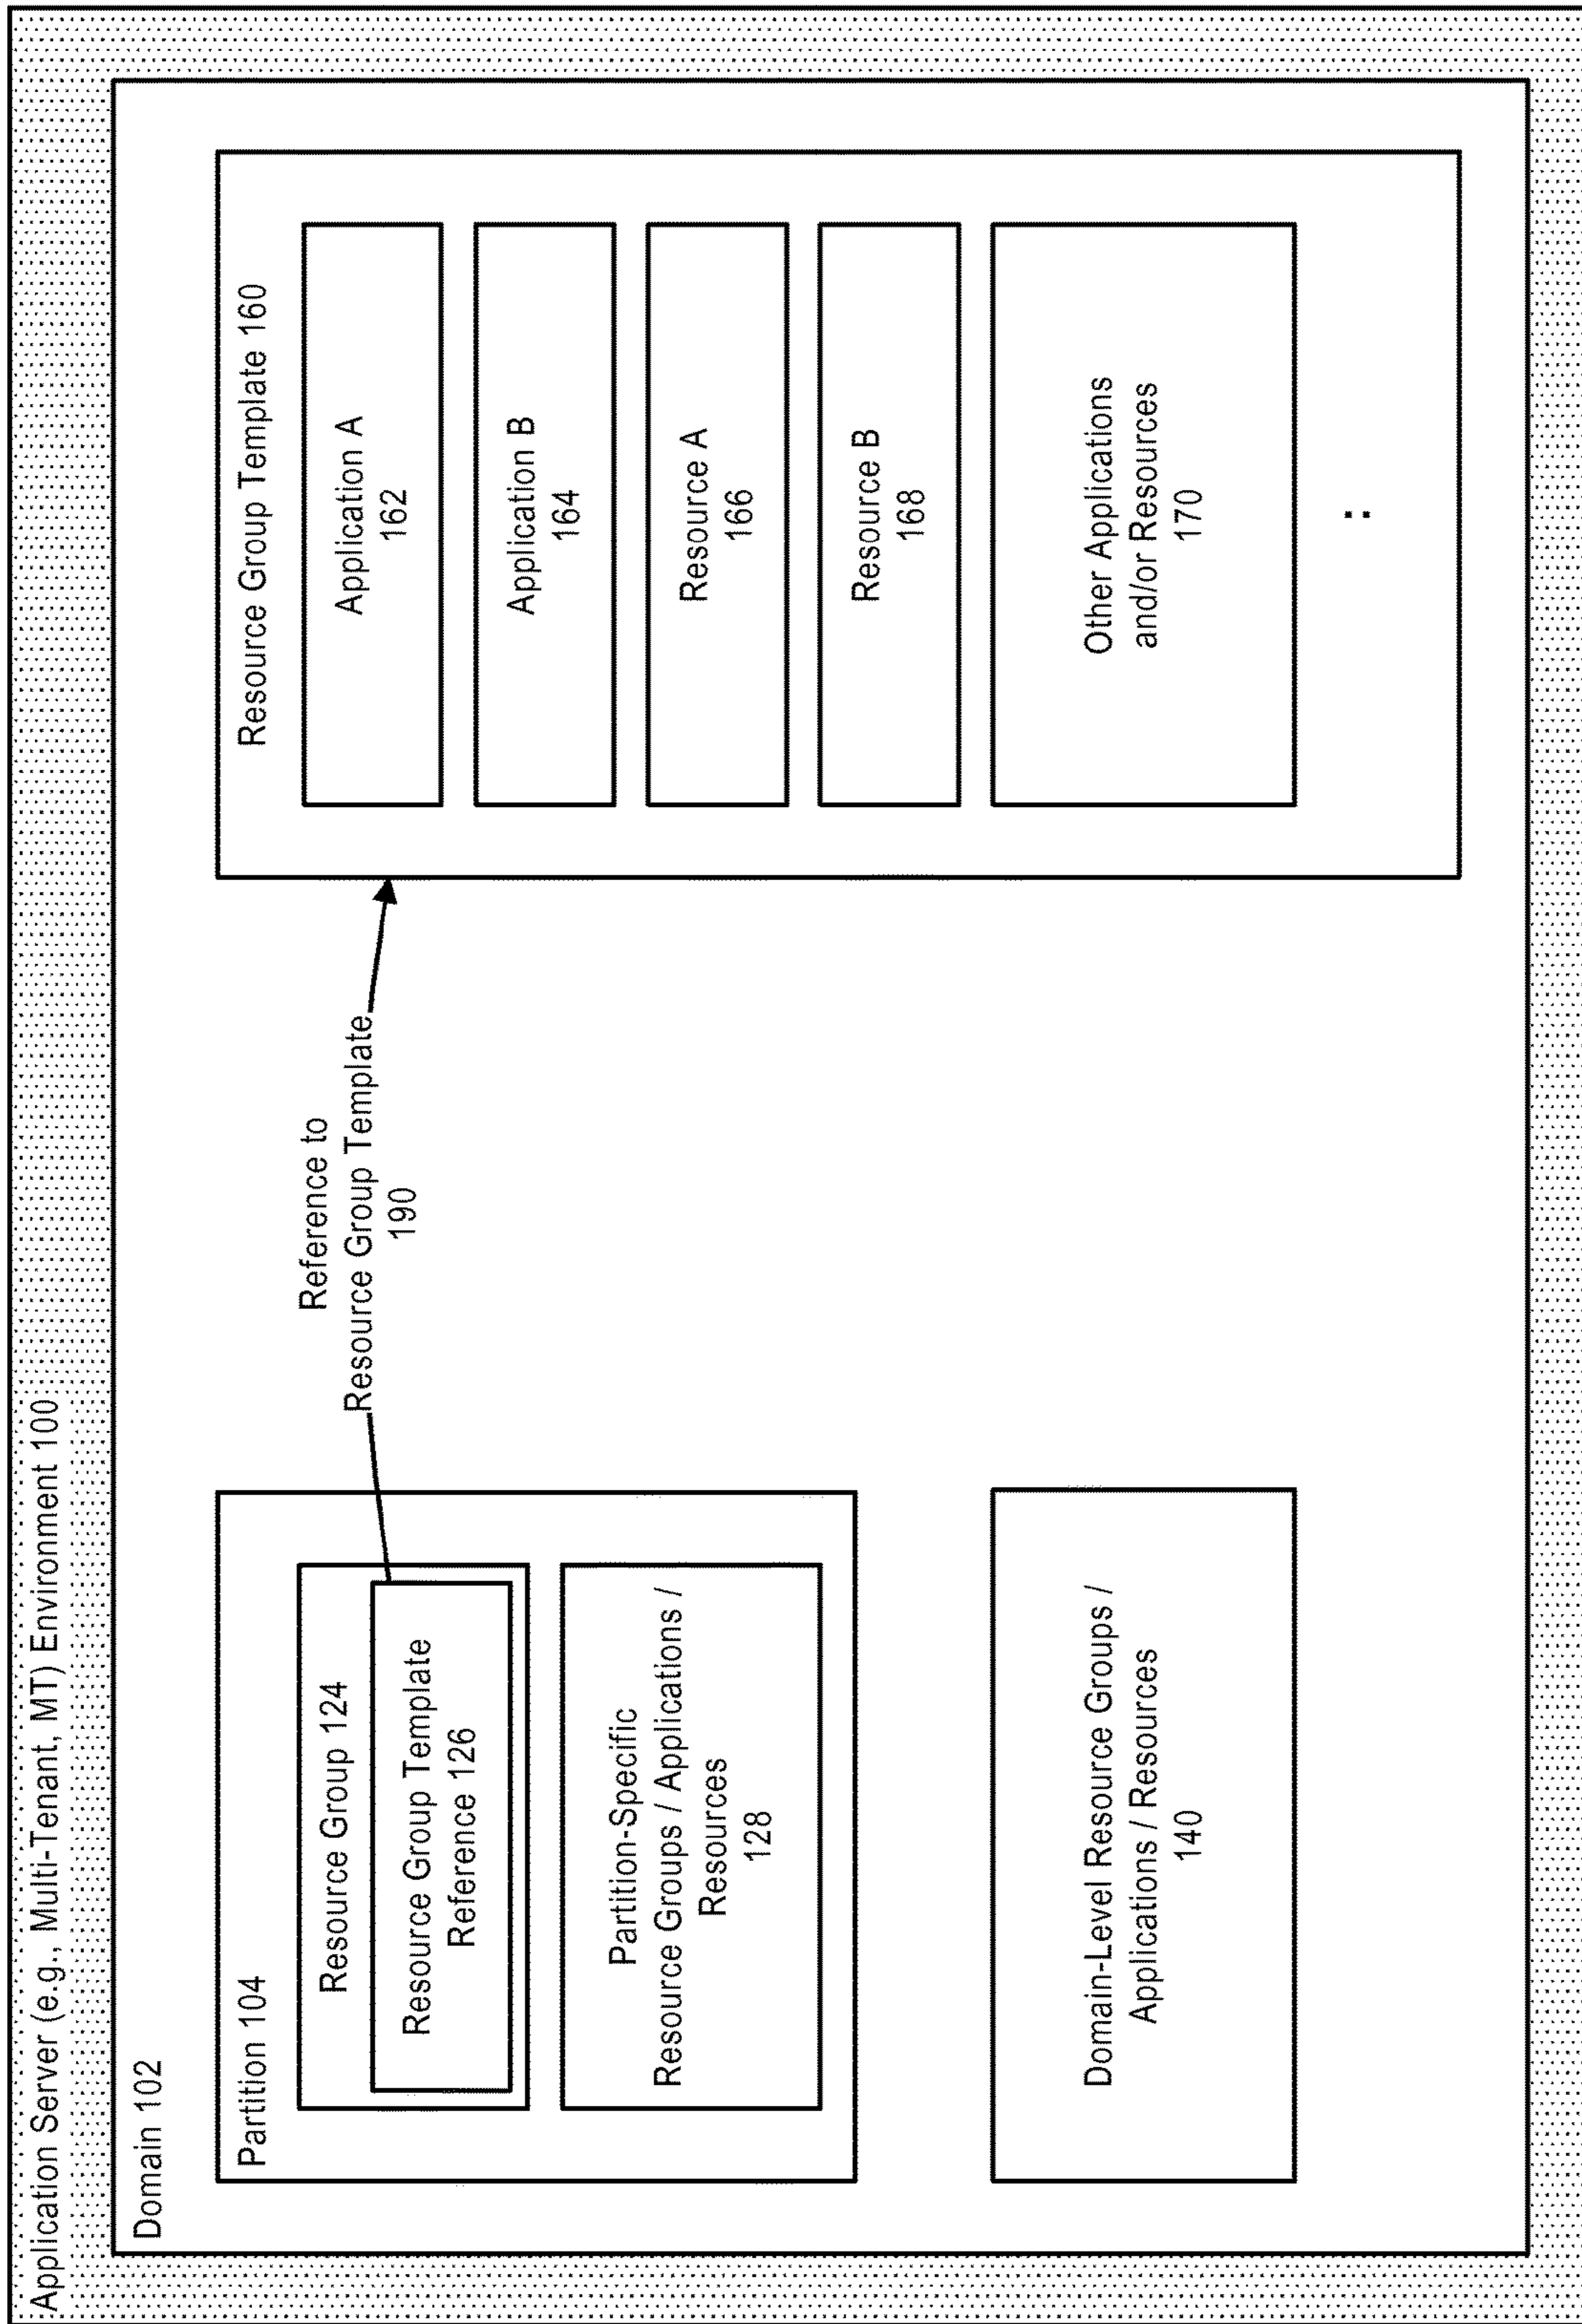 Application Server (e.g., Multi-Tenant, MT) Environment 100
Domain 102
Partition 104
Resource Group 124
Resource Group Template
Reference 126
Partition-Specific
Resource Groups / Applications /
Resources
128
Domain-Level Resource Groups /
Applications / Resources
140
Reference to
Resource Group Template
190
Resource Group Template 160
Application A
162
Application B
164
Resource A
166
Resource B
168
Other Applications
and/or Resources
170
: